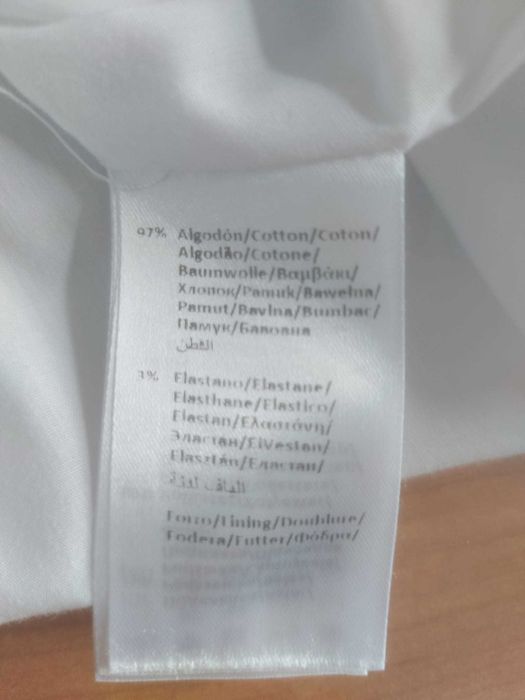 97% Algodón/Cotton/Coton/
Algodão/Cotone/
Baumwolle/Βαμβάκι/
Хлопок/Pamuk/Bawełna/
Pamut/Bavlna/Bumbac/
Памук/Бавовна
القطن
3% Elastano/Elastane/
Elasthane/Elastico/
Elastan/Ελαστάνη/
Эластан/
Elasztán/Еластан/
Forro/Lining/Doublure/
Fodera/Futter/Φόδρα/